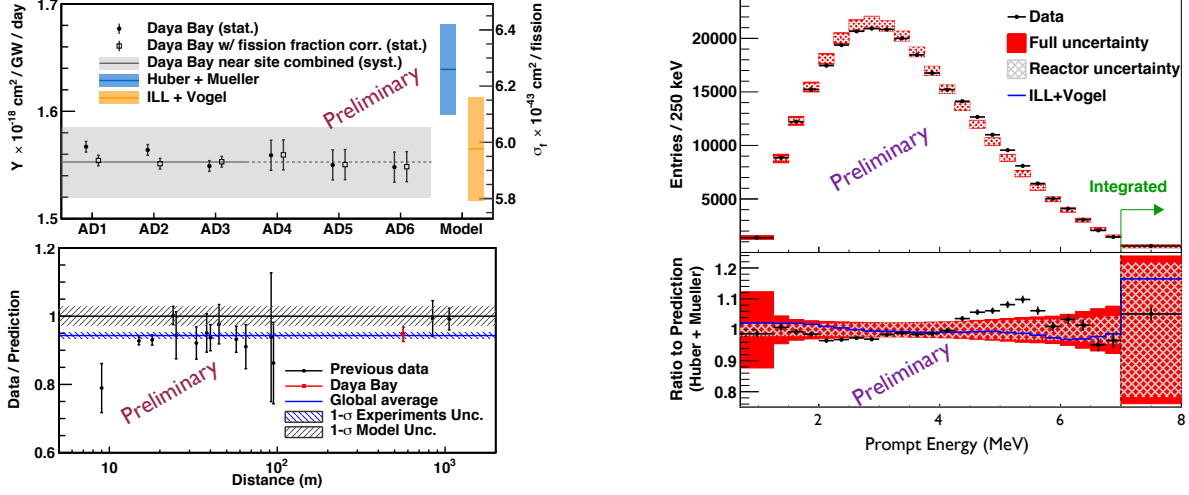 1.7
1.6
1.5
Y × 10-18 cm2 / GW / day
Daya Bay (stat.)
Daya Bay w/ fission fraction corr. (stat.)
Daya Bay near site combined (syst.)
Huber + Mueller
ILL + Vogel
Preliminary
6.4
6.2
6.0
5.8
σf × 10-43 cm2 / fission
AD1 AD2 AD3 AD4 AD5 AD6 Model
1.2
1.0
0.8
0.6
Data / Prediction
Preliminary
Previous data
Daya Bay
Global average
1-σ Experiments Unc.
1-σ Model Unc.
10 102 103
Distance (m)
20000
15000
10000
5000
Entries / 250 keV
Data
Full uncertainty
Reactor uncertainty
ILL+Vogel
Preliminary
Integrated
1.2
1.1
1
0.9
0.8
Ratio to Prediction
(Huber + Mueller)
Preliminary
2 4 6 8
Prompt Energy (MeV)